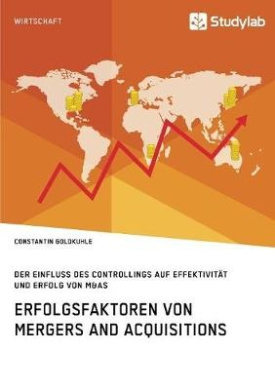 WIRTSCHAFT
Studylab
CONSTANTIN GOLDKUHLE
DER EINFLUSS DES CONTROLLINGS AUF EFFEKTIVITÄT
UND ERFOLG VON M&AS
ERFOLGSFAKTOREN VON
MERGERS AND ACQUISITIONS